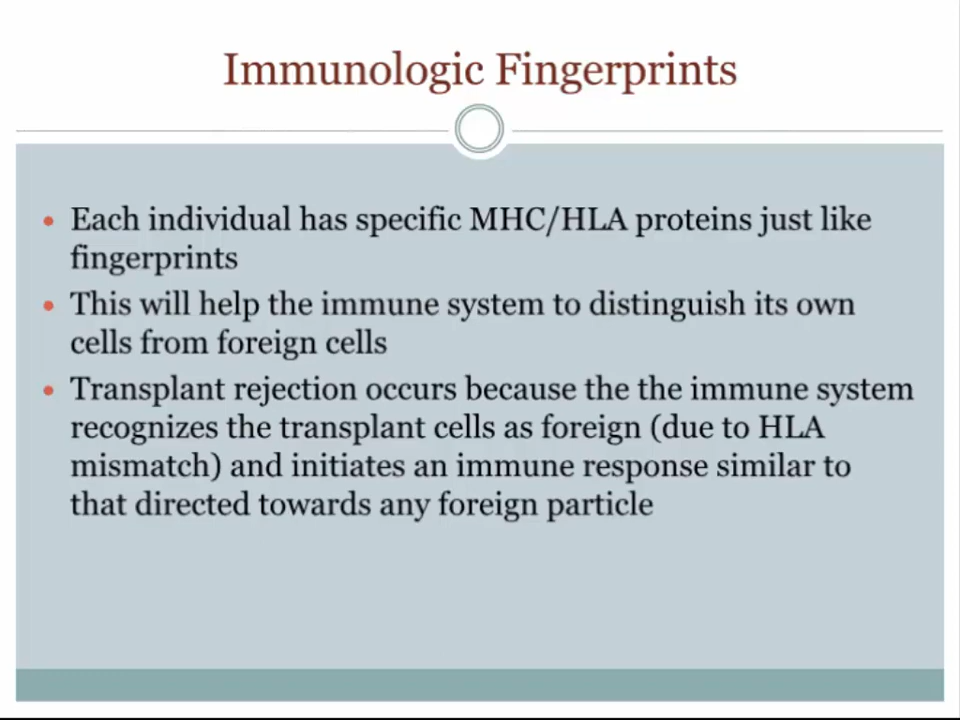 Immunologic Fingerprints
• Each individual has specific MHC/HLA proteins just like
fingerprints
• This will help the immune system to distinguish its own
cells from foreign cells
• Transplant rejection occurs because the the immune system
recognizes the transplant cells as foreign (due to HLA
mismatch) and initiates an immune response similar to
that directed towards any foreign particle